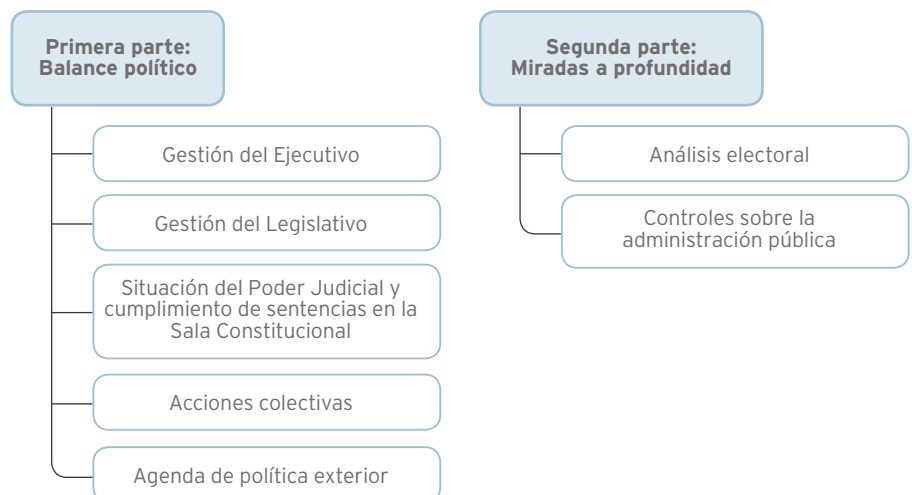 Primera parte:
Balance político
Gestión del Ejecutivo
Gestión del Legislativo
Situación del Poder Judicial y
cumplimiento de sentencias en la
Sala Constitucional
Acciones colectivas
Agenda de política exterior
Segunda parte:
Miradas a profundidad
Análisis electoral
Controles sobre la
administración pública